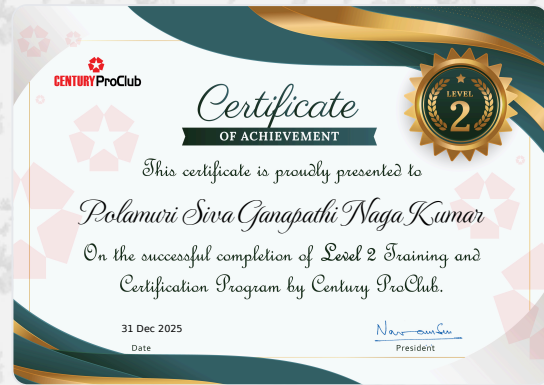 CENTURY ProClub
LEVEL
2
Certificate
OF ACHIEVEMENT
This certificate is proudly presented to
Polamuri Siva Ganapathi Naga Kumar
On the successful completion of Level 2 Training and
Certification Program by Century ProClub.
31 Dec 2025
Date
President